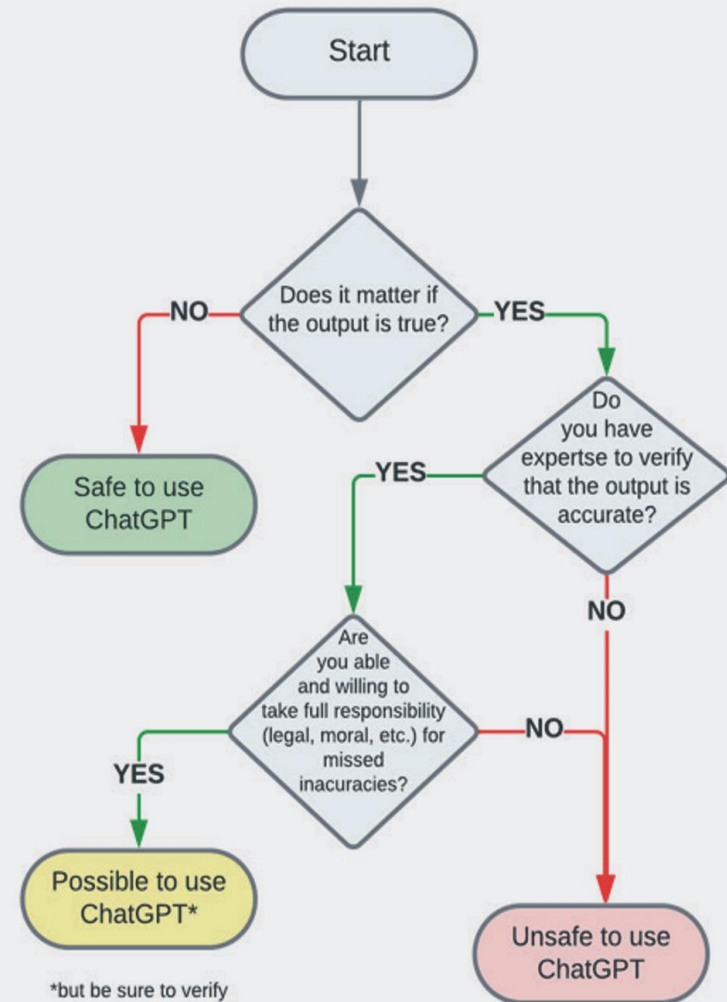 Start
Does it matter if
the output is true?
NO
YES
Safe to use
ChatGPT
Do
you have
expertse to verify
that the output is
accurate?
YES
NO
Are
you able
and willing to
take full responsibility
(legal, moral, etc.) for
missed
inacuracies?
NO
YES
Possible to use
ChatGPT*
Unsafe to use
ChatGPT
*but be sure to verify